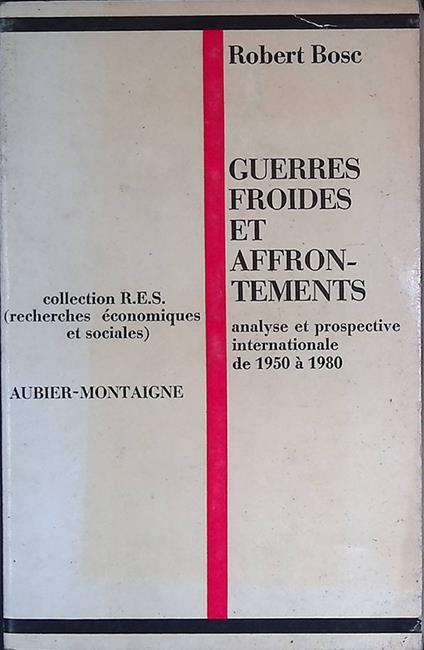 Robert Bosc
GUERRES
FROIDES
ET
AFFRON-
TEMENTS
analyse et prospective
internationale
de 1950 à 1980
collection R.E.S.
(recherches économiques
et sociales)
AUBIER-MONTAIGNE